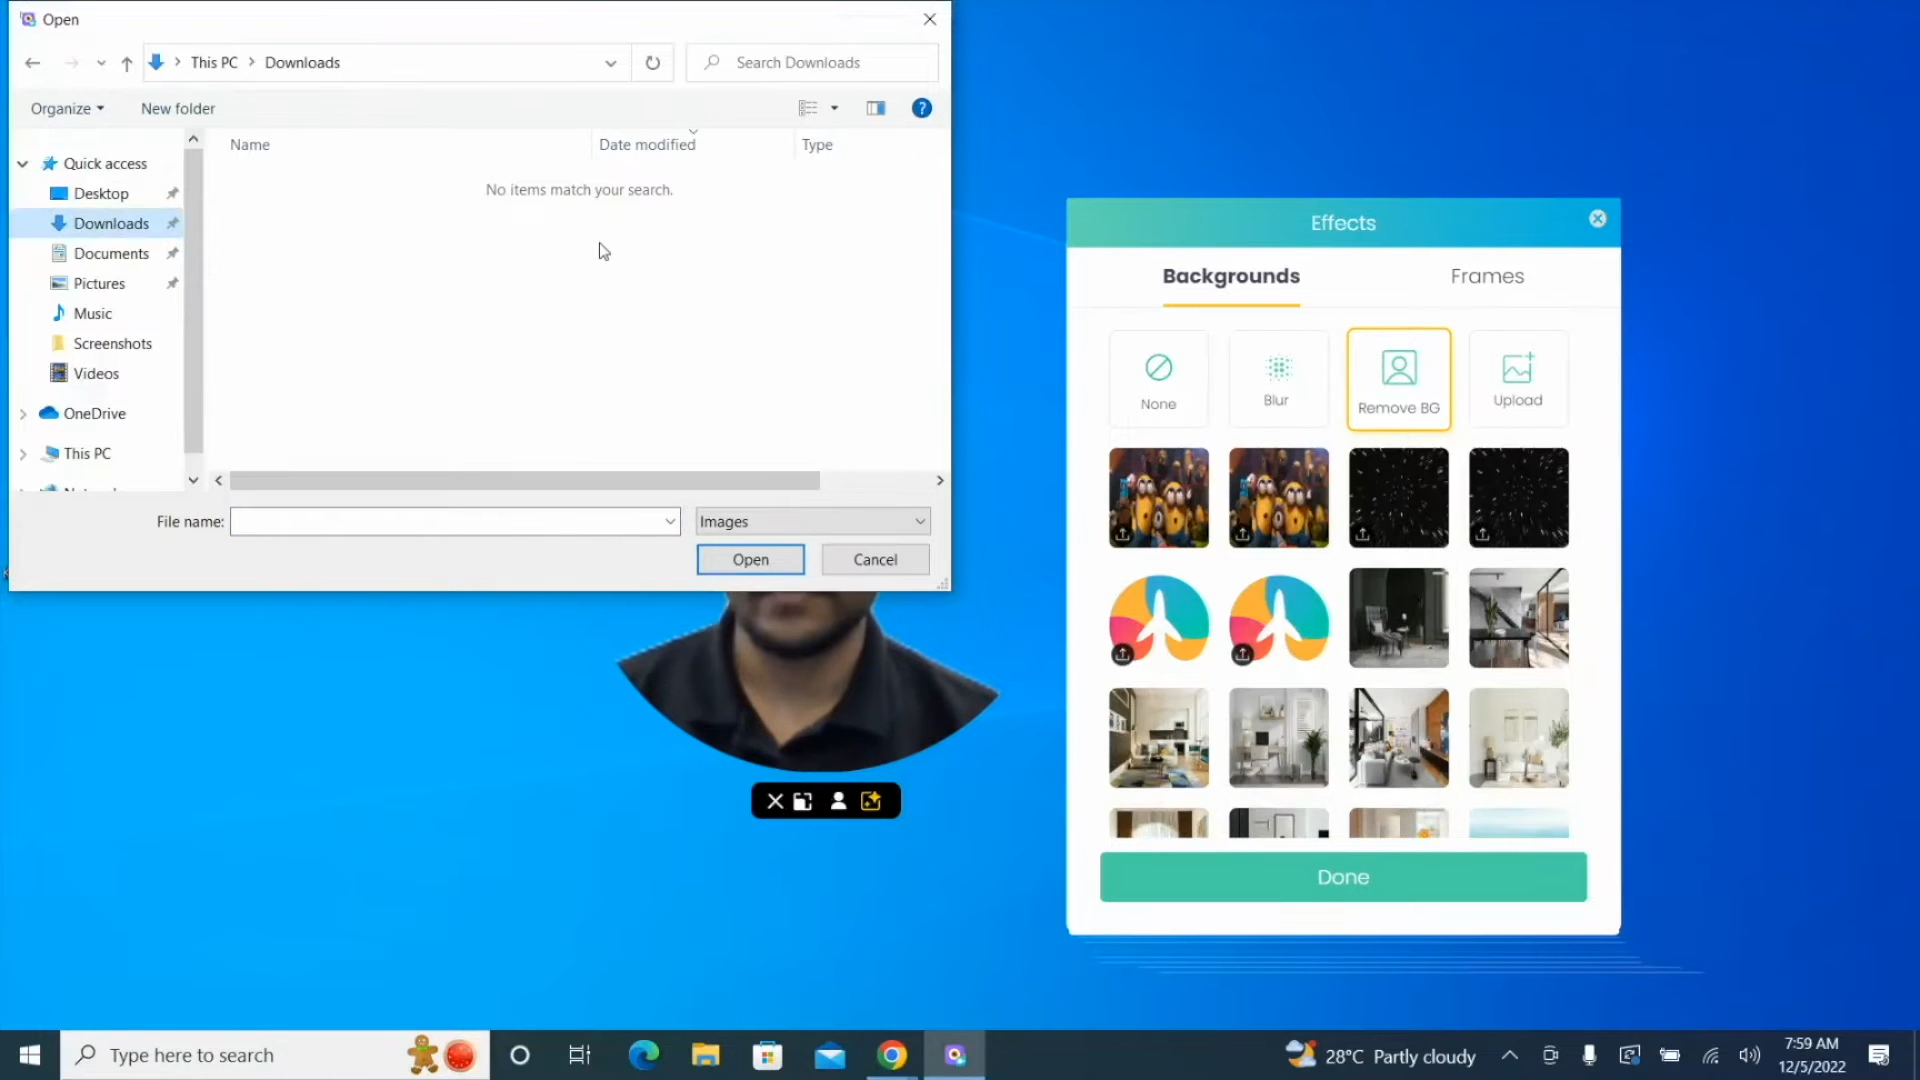 Open
This PC
Downloads
Search Downloads
Organize
New folder
Name
Date modified
Type
Quick access
No items match your search.
Desktop
Downloads
Documents
Pictures
Music
Screenshots
Videos
OneDrive
This PC
File name:
Images
Open
Cancel
Effects
Backgrounds
Frames
None
Blur
Remove BG
Upload
Done
Type here to search
28°C Partly cloudy
7:59 AM
12/5/2022